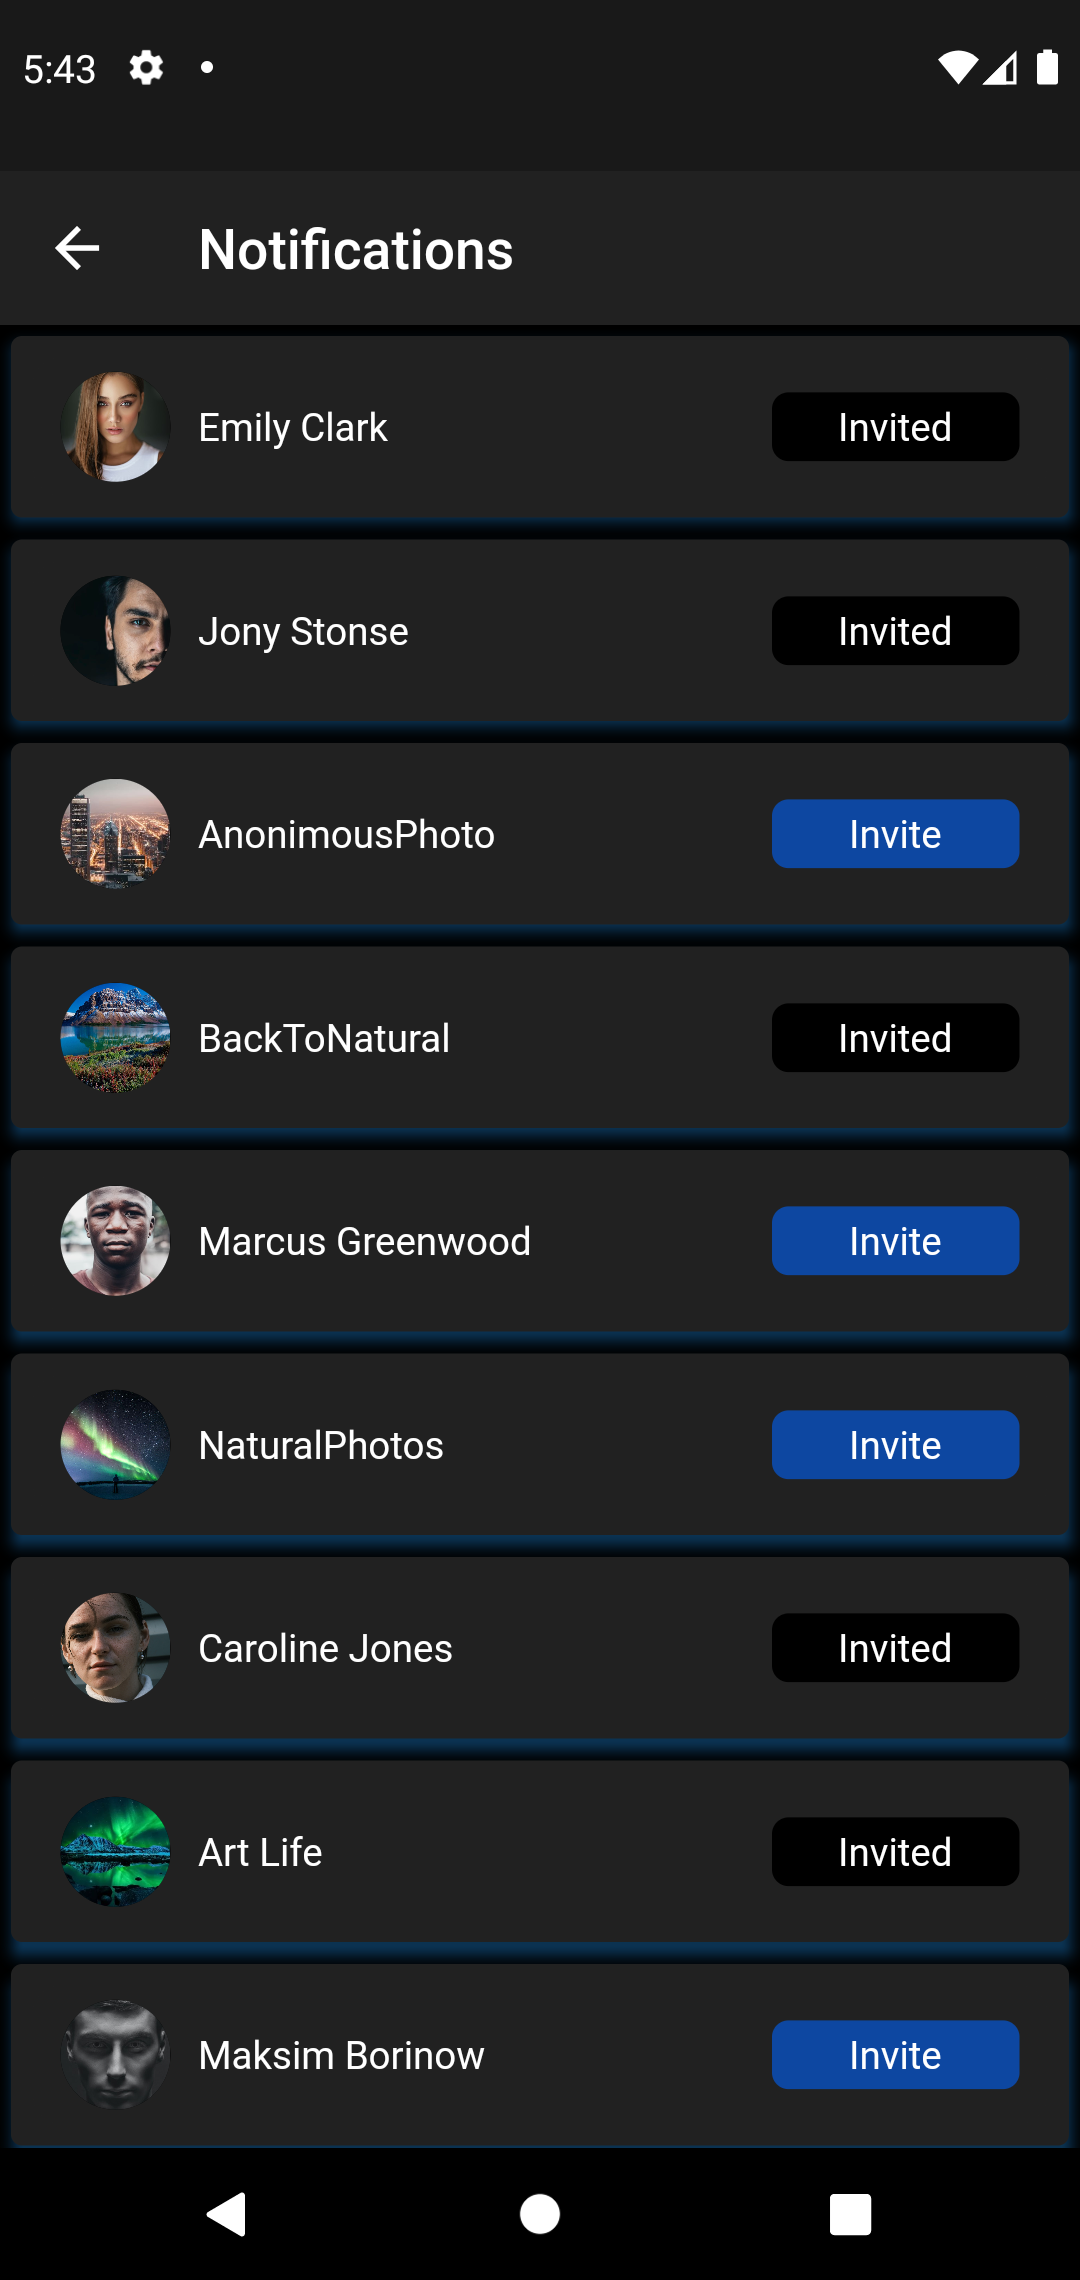 5:43
Notifications
Emily Clark Invited
Jony Stonse Invited
AnonimousPhoto Invite
BackToNatural Invited
Marcus Greenwood Invite
NaturalPhotos Invite
Caroline Jones Invited
Art Life Invited
Maksim Borinow Invite